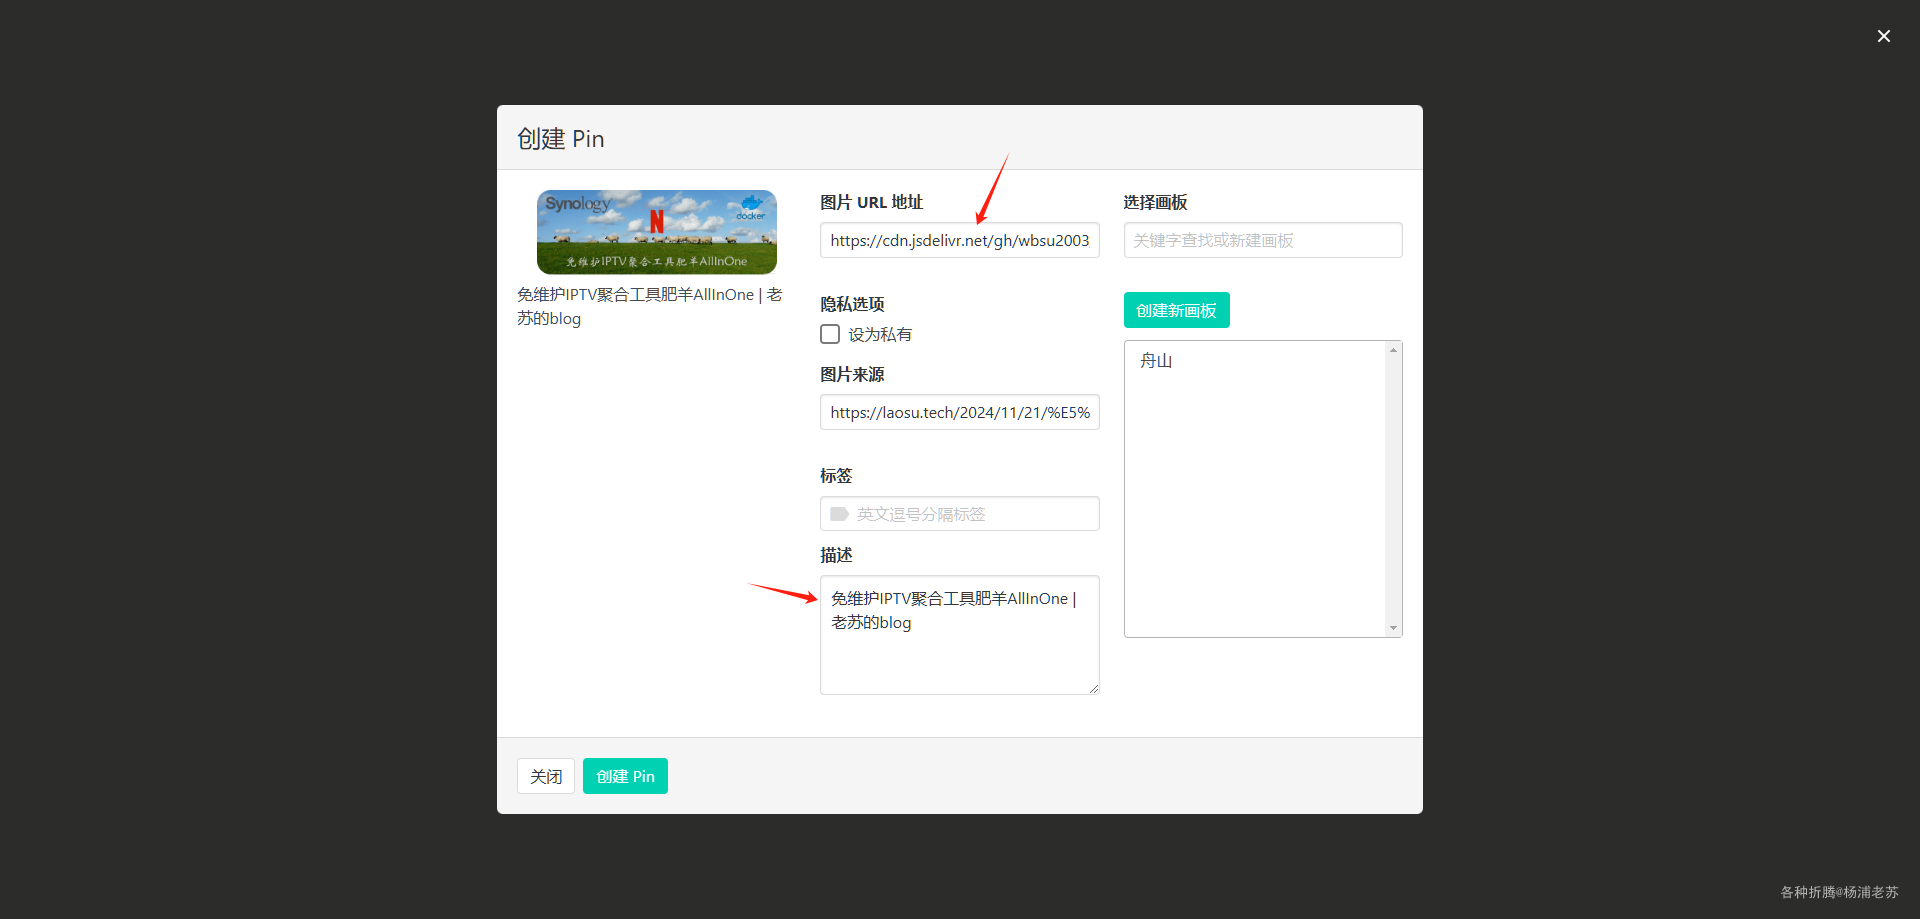 创建 Pin
Synology
docker
N
免维护IPTV聚合工具肥羊AllInOne
免维护IPTV聚合工具肥羊AllInOne | 老
苏的blog
图片 URL 地址
https://cdn.jsdelivr.net/gh/wbsu2003
隐私选项
设为私有
图片来源
https://laosu.tech/2024/11/21/%E5%
标签
英文逗号分隔标签
描述
免维护IPTV聚合工具肥羊AllInOne |
老苏的blog
选择画板
关键字查找或新建画板
创建新画板
舟山
关闭
创建 Pin
各种折腾@杨浦老苏